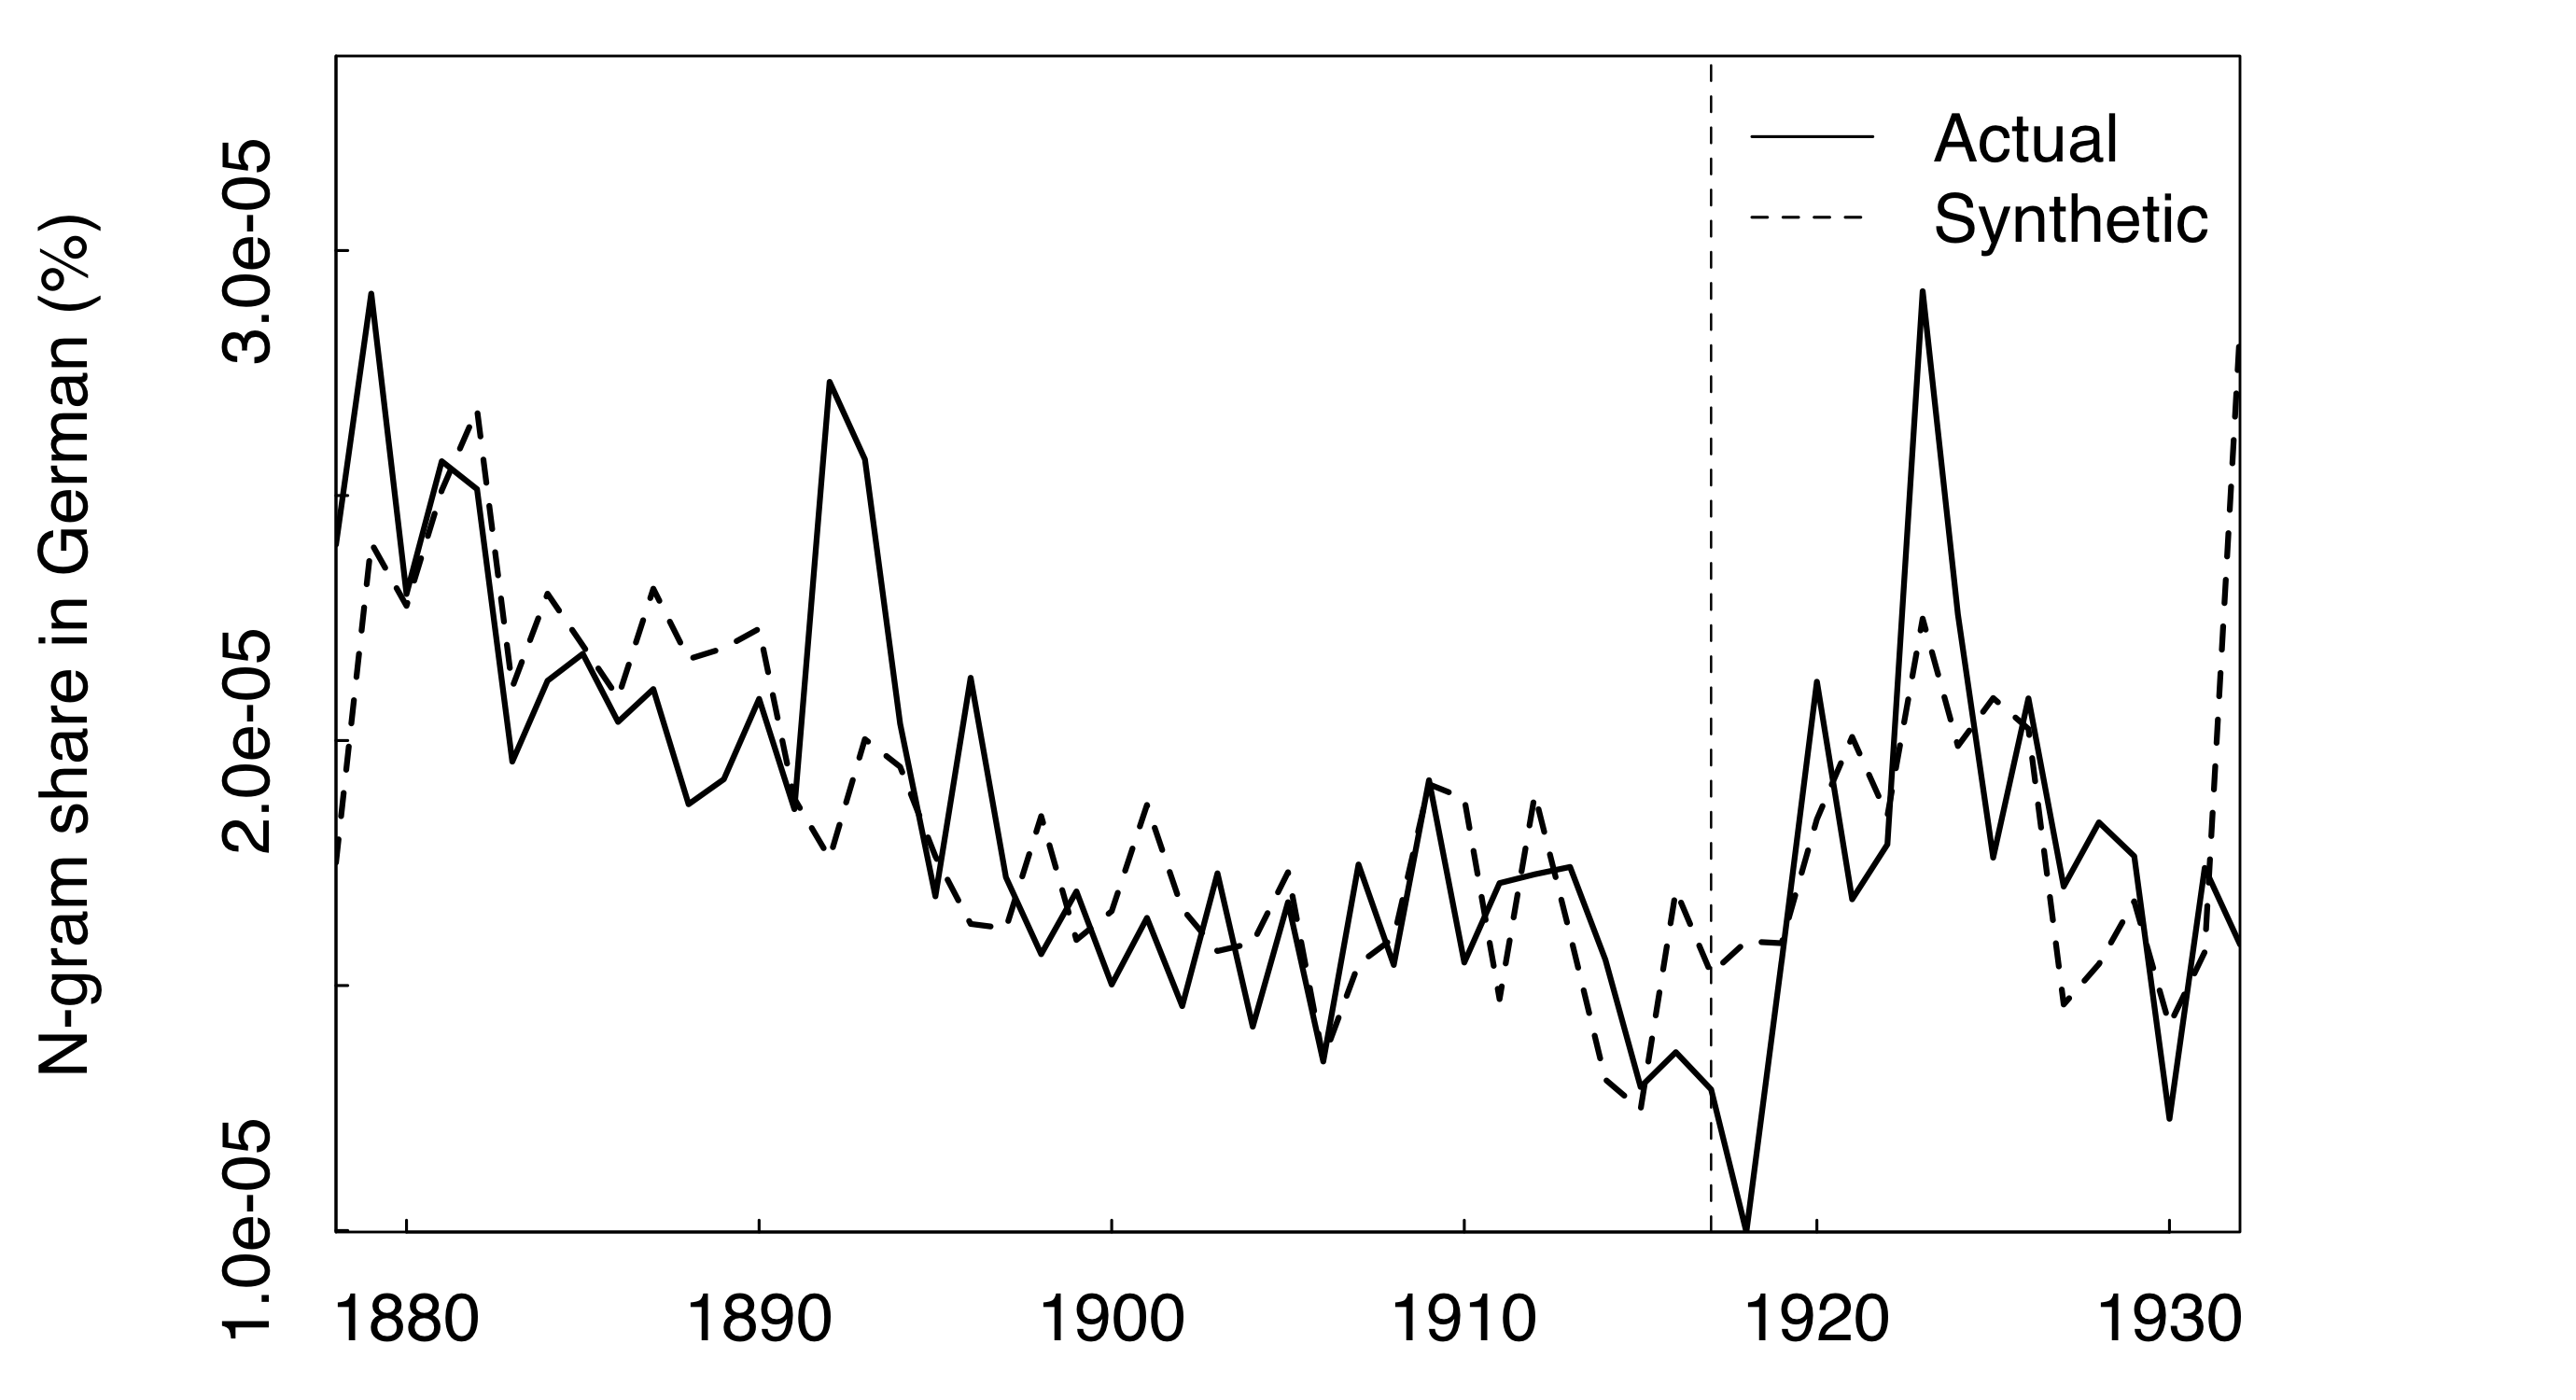 N-gram share in German (%)
3.0e-05
2.0e-05
1.0e-05
Actual
Synthetic
1880 1890 1900 1910 1920 1930